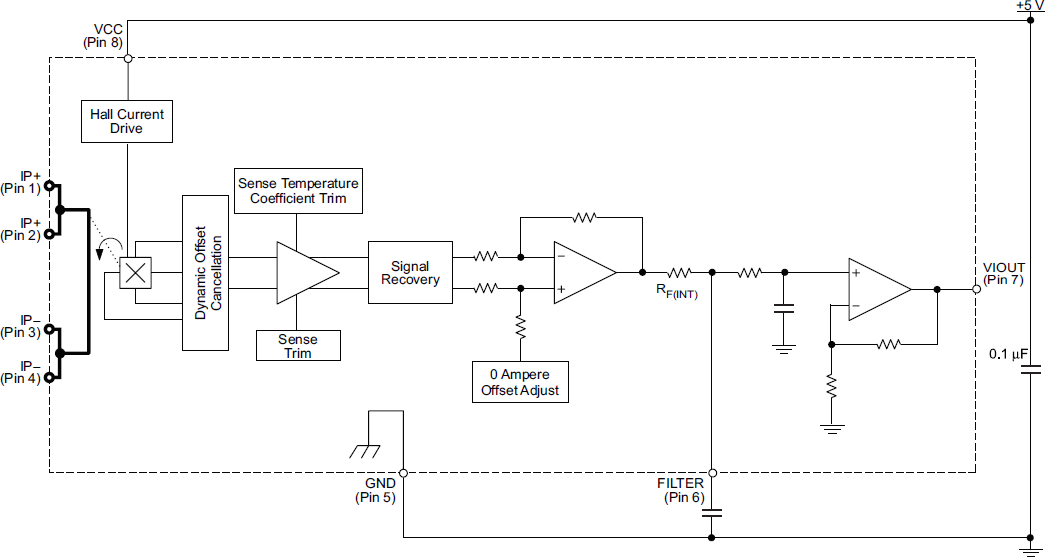 +5 V
VCC
(Pin 8)
Hall Current
Drive
IP+
(Pin 1)
IP+
(Pin 2)
IP–
(Pin 3)
IP–
(Pin 4)
Dynamic Offset
Cancellation
Sense Temperature
Coefficient Trim
Sense
Trim
Signal
Recovery
0 Ampere
Offset Adjust
–
+
RF(INT)
+
–
VIOUT
(Pin 7)
0.1 µF
GND
(Pin 5)
FILTER
(Pin 6)